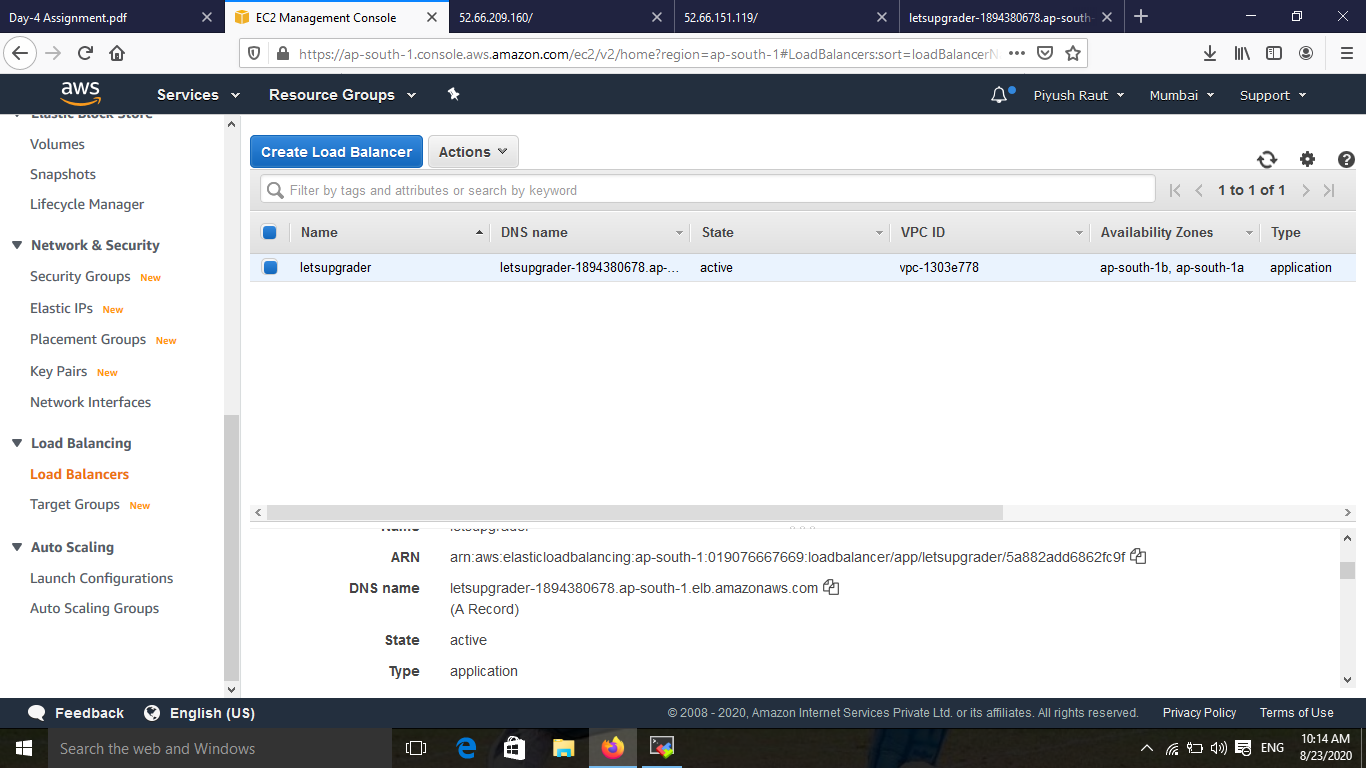 Day-4 Assignment.pdf
EC2 Management Console
52.66.209.160/
52.66.151.119/
letsupgrader-1894380678.ap-south-
https://ap-south-1.console.aws.amazon.com/ec2/v2/home?region=ap-south-1#LoadBalancers:sort=loadBalancerN
aws
Services
Resource Groups
Piyush Raut
Mumbai
Support
Elastic Block Store
Volumes
Snapshots
Lifecycle Manager
Network & Security
Security Groups New
Elastic IPs New
Placement Groups New
Key Pairs New
Network Interfaces
Load Balancing
Load Balancers
Target Groups New
Auto Scaling
Launch Configurations
Auto Scaling Groups
Create Load Balancer
Actions
Filter by tags and attributes or search by keyword
1 to 1 of 1
Name DNS name State VPC ID Availability Zones Type
letsupgrader letsupgrader-1894380678.ap-... active vpc-1303e778 ap-south-1b, ap-south-1a application
Name letsupgrader
ARN arn:aws:elasticloadbalancing:ap-south-1:019076667669:loadbalancer/app/letsupgrader/5a882add6862fc9f
DNS name letsupgrader-1894380678.ap-south-1.elb.amazonaws.com
(A Record)
State active
Type application
Feedback
English (US)
© 2008 - 2020, Amazon Internet Services Private Ltd. or its affiliates. All rights reserved.
Privacy Policy
Terms of Use
Search the web and Windows
ENG
10:14 AM
8/23/2020